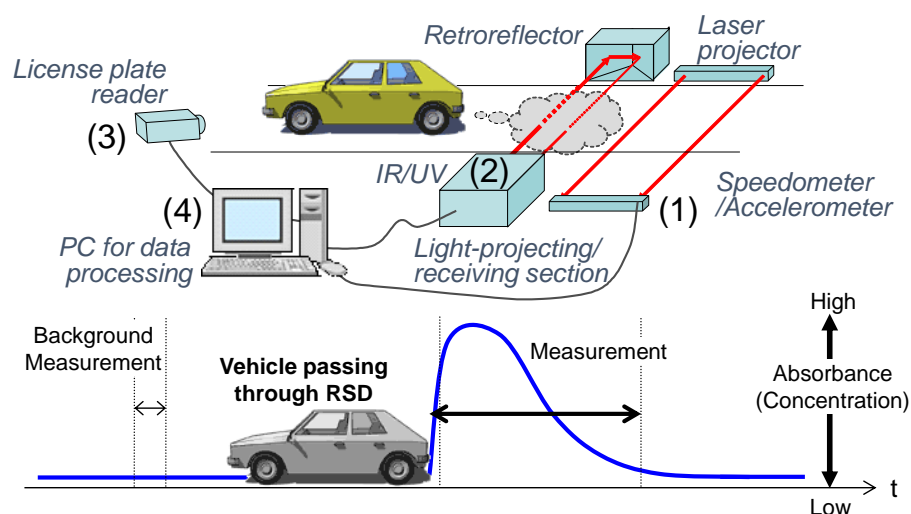 Retroreflector
Laser
projector
License plate
reader
(3)
(2)
IR/UV
(1)
Speedometer
/Accelerometer
(4)
PC for data
processing
Light-projecting/
receiving section
High
Background
Measurement
Vehicle passing
through RSD
Measurement
Absorbance
(Concentration)
t
Low